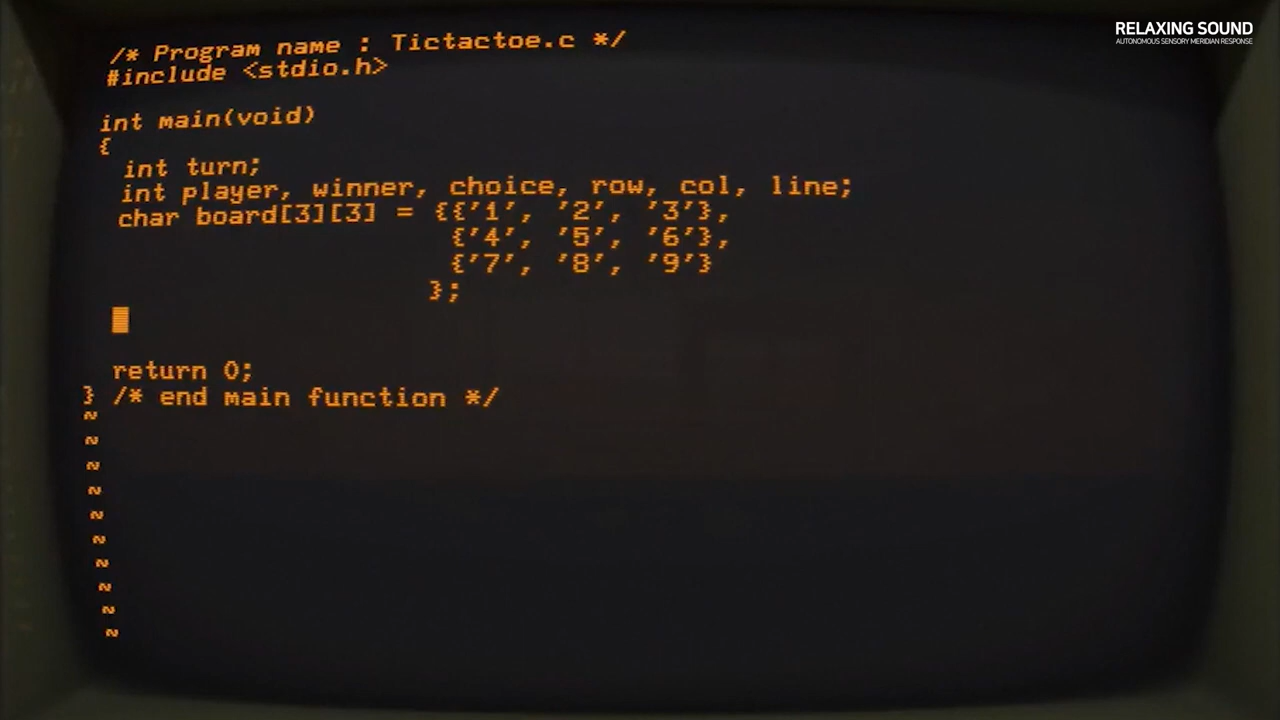 RELAXING SOUND
AUTONOMOUS SENSORY MERIDIAN RESPONSE
/* Program name : Tictactoe.c */
#include <stdio.h>
int main(void)
{
int turn;
int player, winner, choice, row, col, line;
char board[3][3] = {{'1', '2', '3'},
{'4', '5', '6'},
{'7', '8', '9'}
};
return 0;
} /* end main function */
~
~
~
~
~
~
~
~
~
~